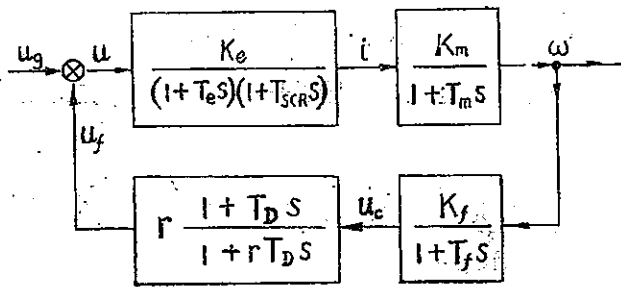 u_g
u
K_e
(1+T_e s)(1+T_SCR s)
i
K_m
1+T_m s
ω
u_f
r
1+T_D s
1+rT_D s
u_c
K_f
1+T_f s